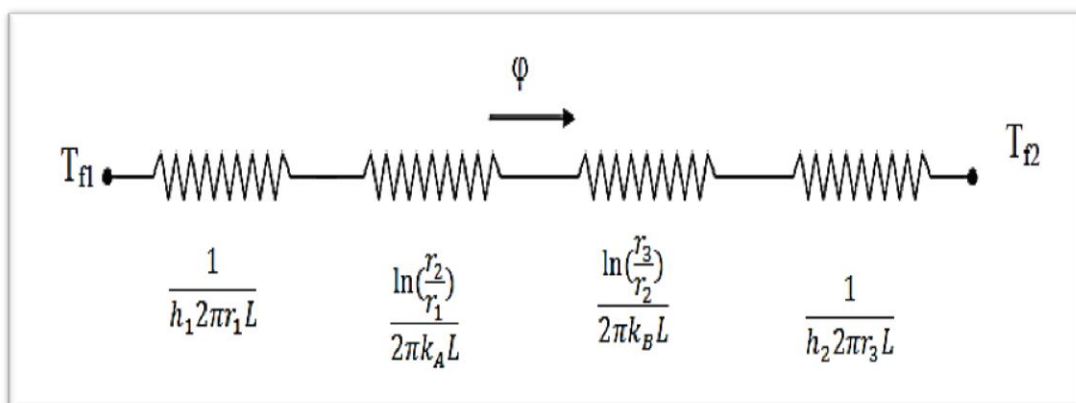 φ
T_f1
T_f2
1
h_1 2πr_1 L
ln(r_2/r_1)
2πk_A L
ln(r_3/r_2)
2πk_B L
1
h_2 2πr_3 L